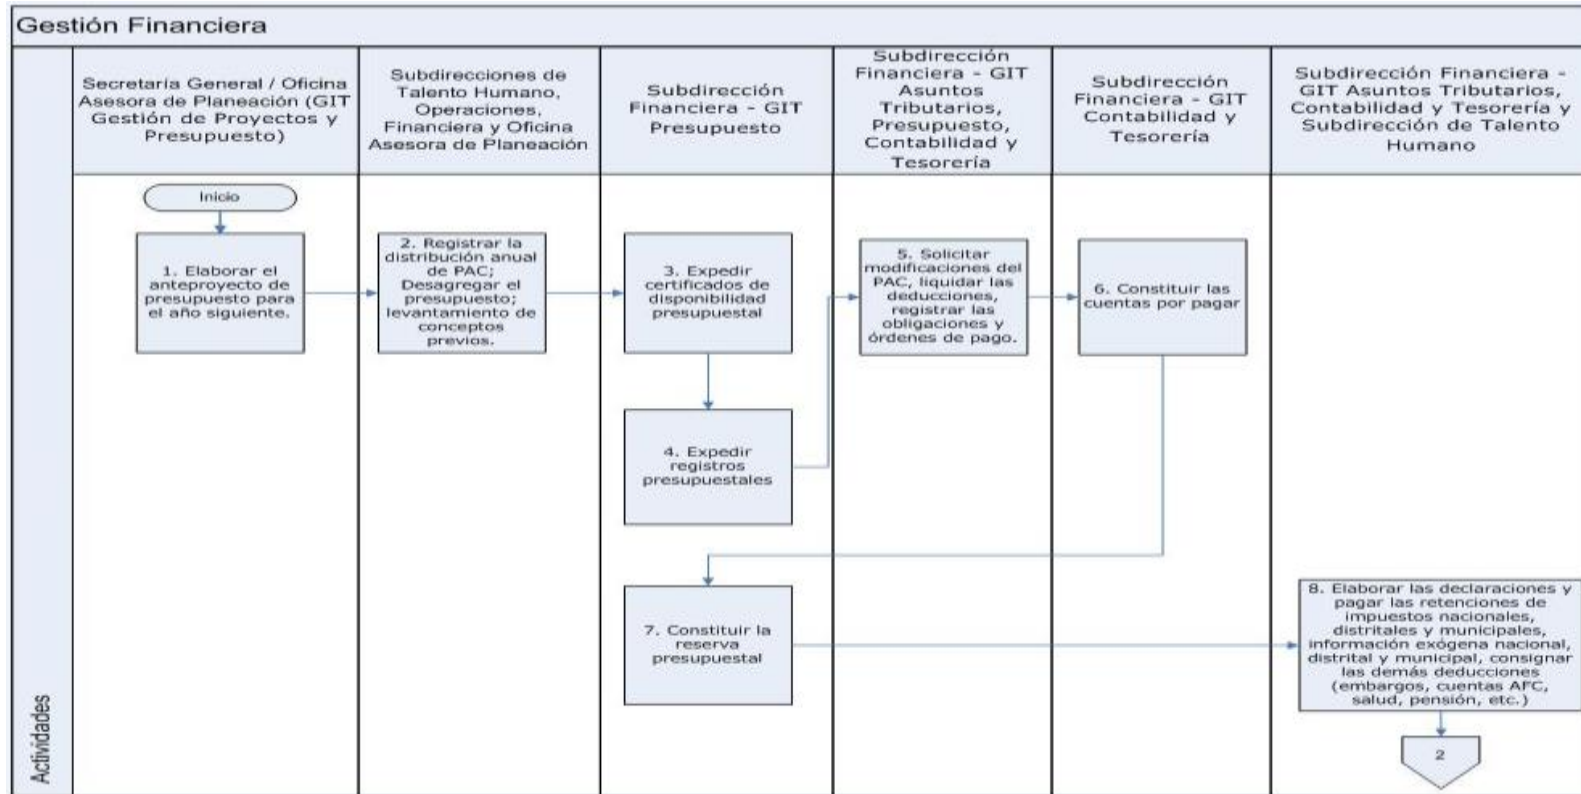 Gestión Financiera
Secretaría General / Oficina
Asesora de Planeación (GIT
Gestión de Proyectos y
Presupuesto)
Subdirecciones de
Talento Humano,
Operaciones,
Financiera y Oficina
Asesora de Planeación
Subdirección
Financiera - GIT
Presupuesto
Subdirección
Financiera - GIT
Asuntos
Tributarios,
Presupuesto,
Contabilidad y
Tesorería
Subdirección
Financiera - GIT
Contabilidad y
Tesorería
Subdirección Financiera -
GIT Asuntos Tributarios,
Contabilidad y Tesorería y
Subdirección de Talento
Humano
Actividades
Inicio
1. Elaborar el
anteproyecto de
presupuesto para
el año siguiente.
2. Registrar la
distribución anual
de PAC;
Desagregar el
presupuesto;
levantamiento de
conceptos
previos.
3. Expedir
certificados de
disponibilidad
presupuestal
4. Expedir
registros
presupuestales
5. Solicitar
modificaciones del
PAC, liquidar las
deducciones,
registrar las
obligaciones y
órdenes de pago.
6. Constituir las
cuentas por pagar
7. Constituir la
reserva
presupuestal
8. Elaborar las declaraciones y
pagar las retenciones de
impuestos nacionales,
distritales y municipales,
información exógena nacional,
distrital y municipal, consignar
las demás deducciones
(embargos, cuentas AFC,
salud, pensión, etc.)
2